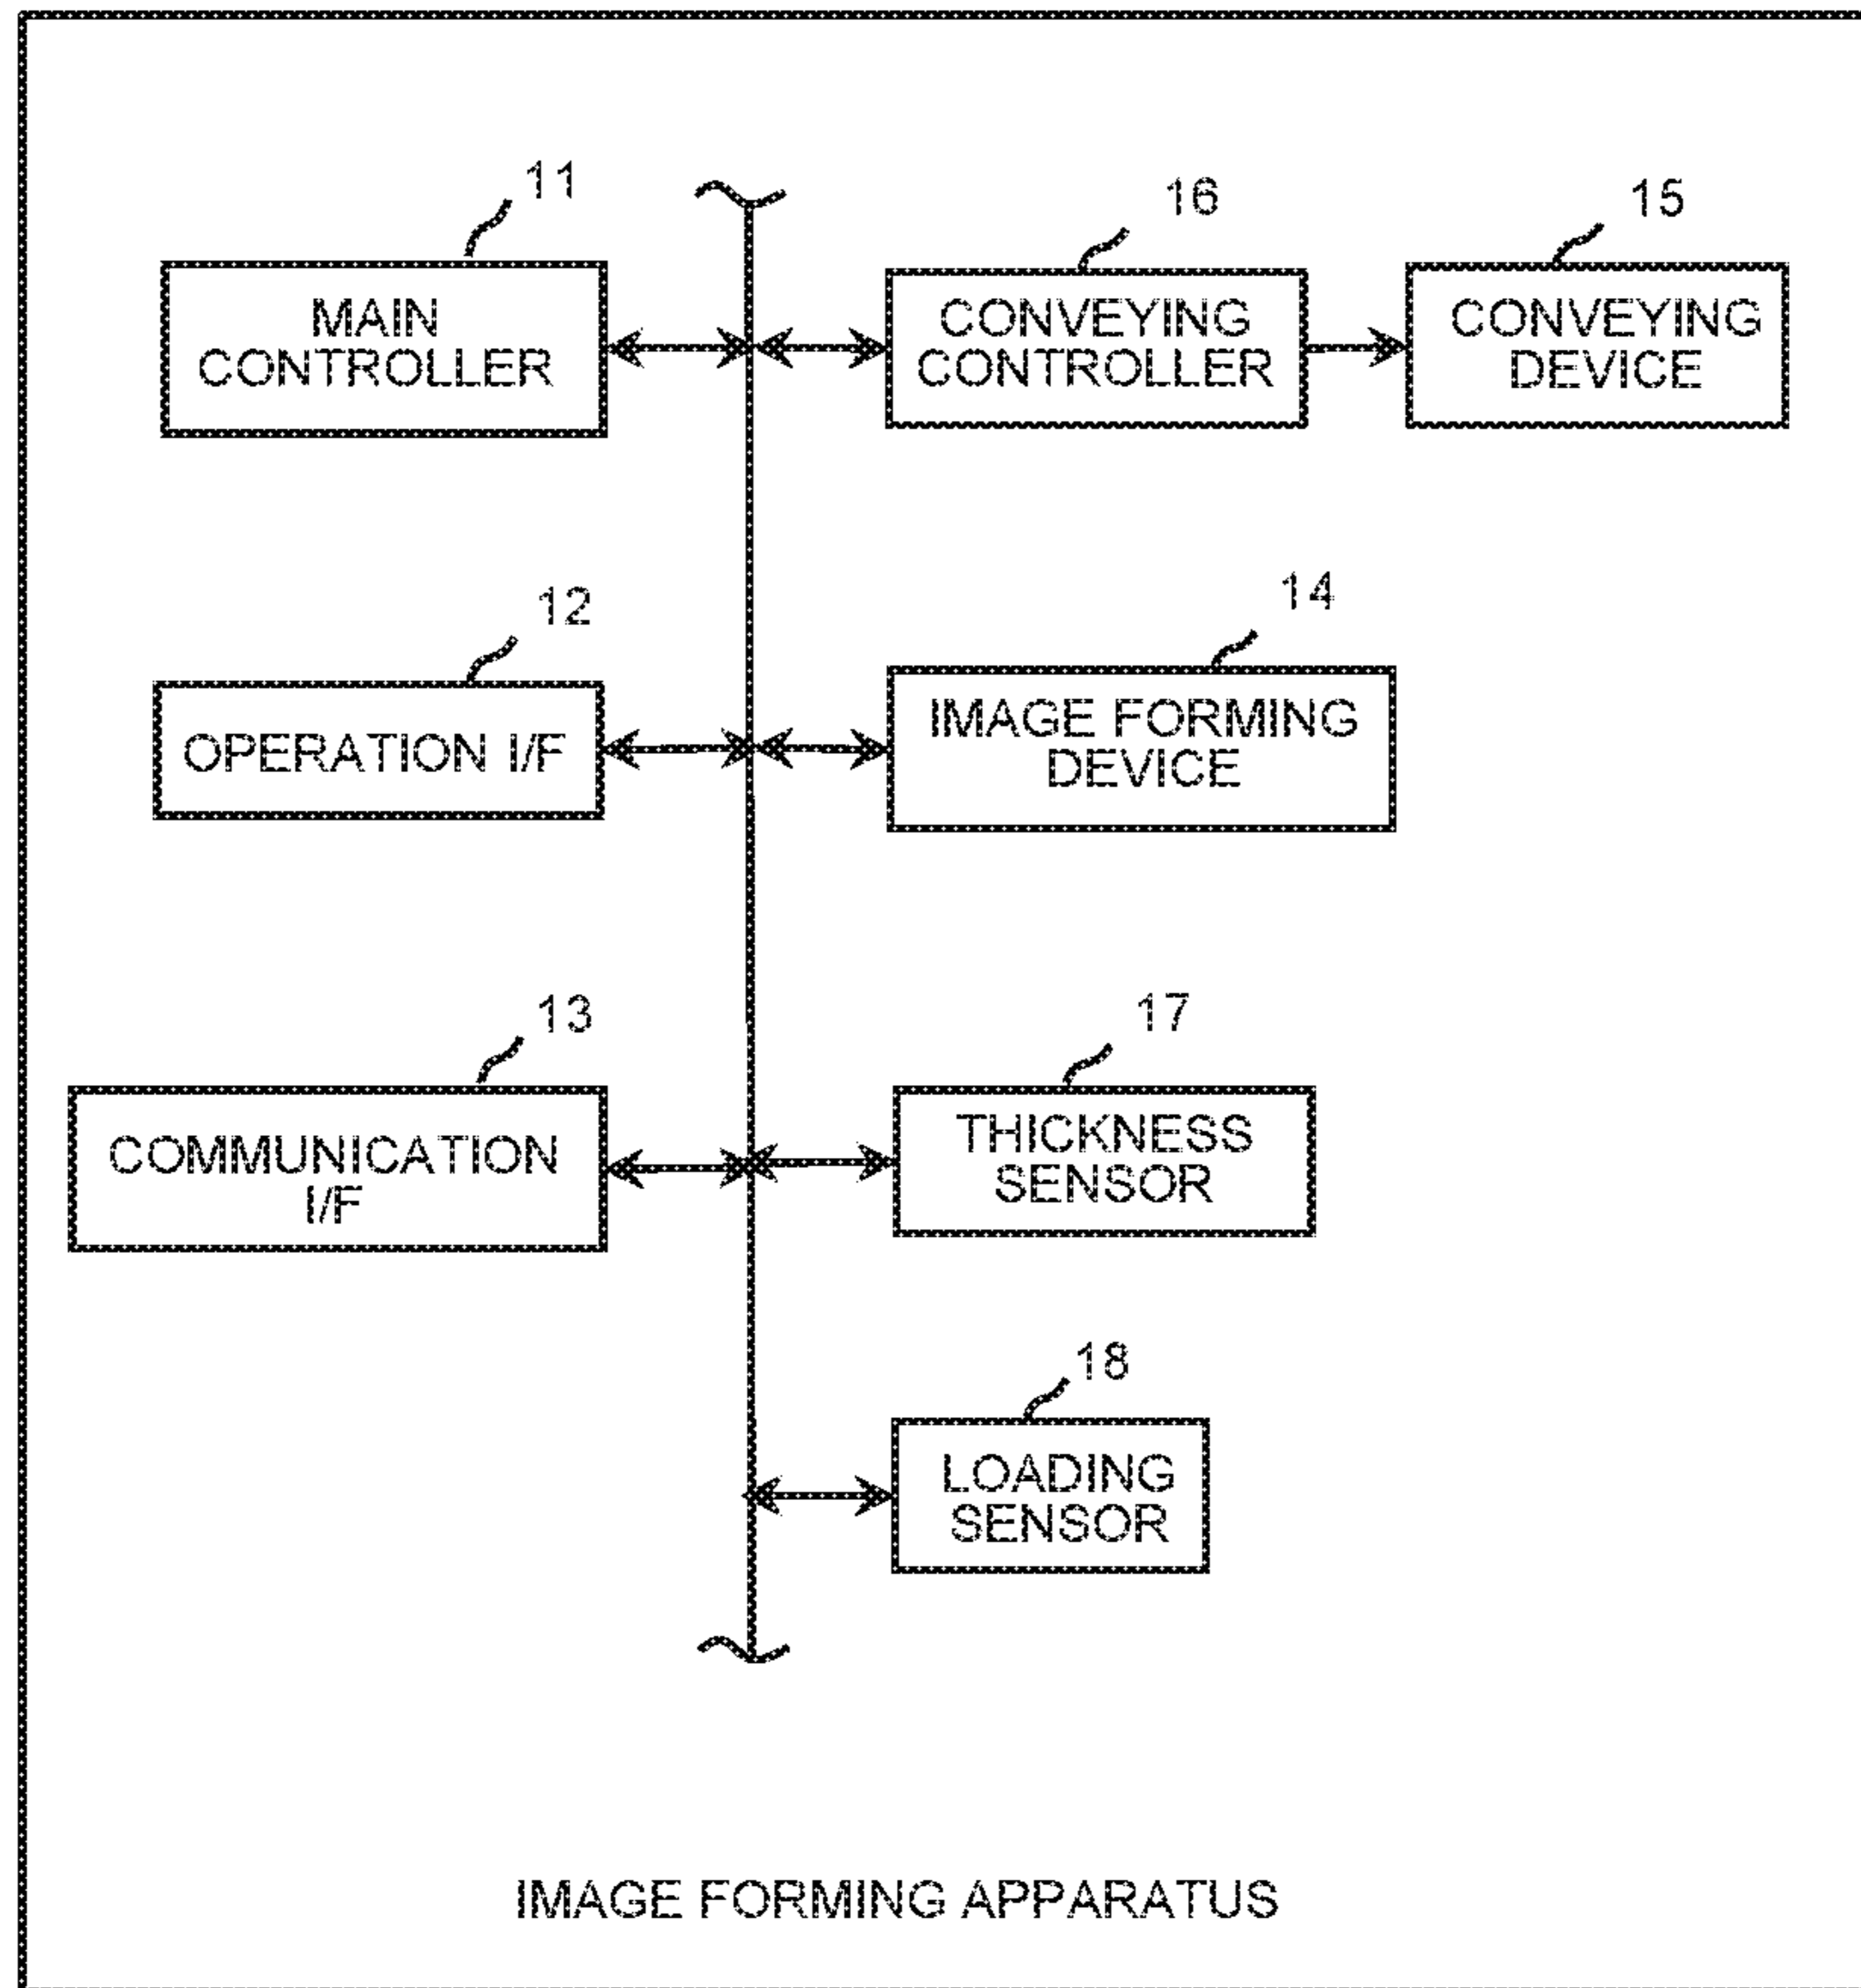 11
MAIN
CONTROLLER
16
CONVEYING
CONTROLLER
15
CONVEYING
DEVICE
12
OPERATION I/F
14
IMAGE FORMING
DEVICE
13
COMMUNICATION
I/F
17
THICKNESS
SENSOR
18
LOADING
SENSOR
IMAGE FORMING APPARATUS